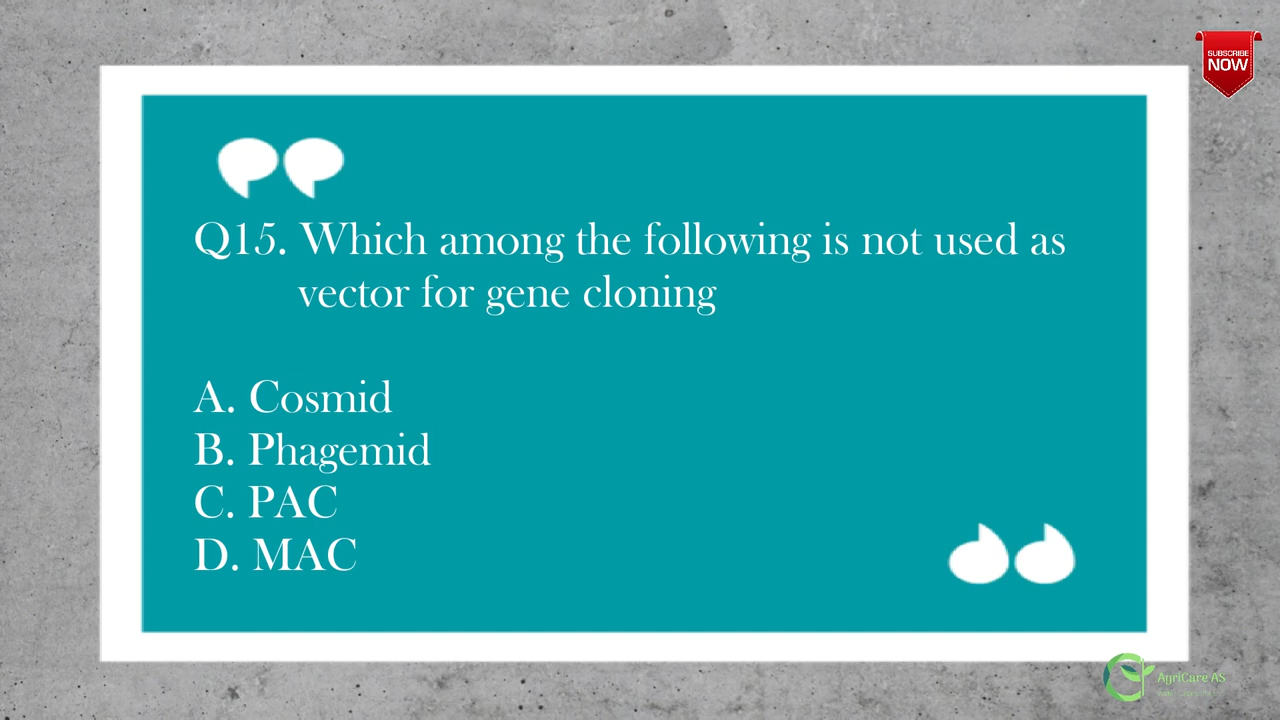 SUBSCRIBE
NOW
Q15. Which among the following is not used as
vector for gene cloning
A. Cosmid
B. Phagemid
C. PAC
D. MAC
AgriCare AS